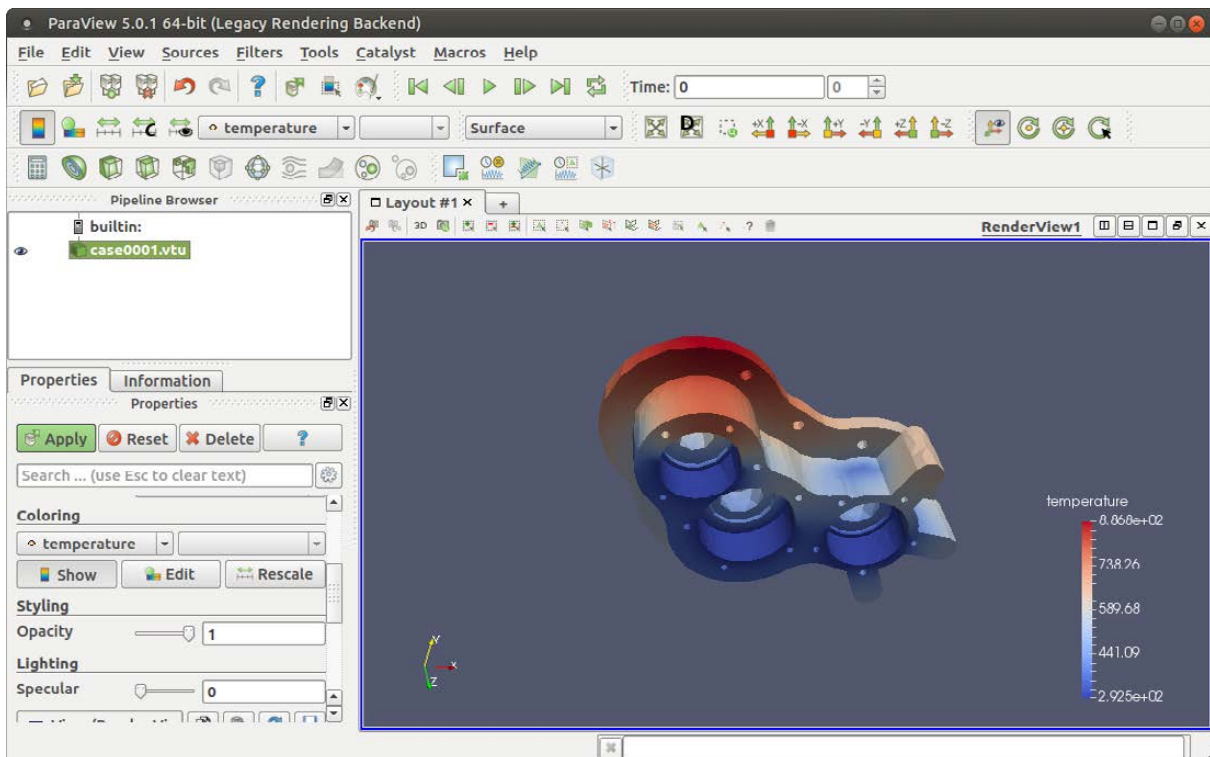 ParaView 5.0.1 64-bit (Legacy Rendering Backend)
File Edit View Sources Filters Tools Catalyst Macros Help
Time: 0 0
temperature Surface
Pipeline Browser
Layout #1
builtin:
3D
RenderView1
case0001.vtu
Properties Information
Properties
Apply Reset Delete ?
Search ... (use Esc to clear text)
Coloring
temperature
Show Edit Rescale
Styling
Opacity 1
Lighting
Specular 0
temperature
8.868e+02
738.26
589.68
441.09
2.925e+02
Y
X
Z